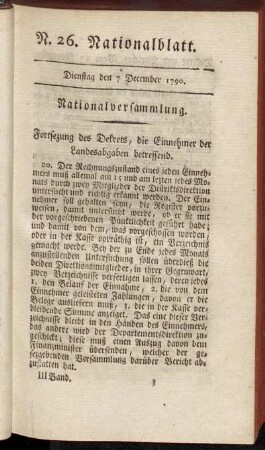 N. 26. Nationalblatt.
Dienstag den 7 December 1790.
Nationalversammlung.
Fortsezung des Dekrets, die Einnehmer der
Landesabgaben betreffend.
20. Der Rechnungszustand eines jeden Einneh-
mers muß allemal am 15 und am lezten jedes Mo-
nats durch zwey Mitglieder der Distriktsdirektion
untersucht und richtig erkannt werden. Der Ein-
nehmer soll gehalten seyn, die Register vorzu-
weisen, damit untersucht werde, ob er sie mit
der vorgeschriebenen Pünktlichkeit geführt habe;
und damit von dem, was vorgeschossen worden,
oder in der Kasse vorräthig ist, ein Verzeichnis
gemacht werde. Bey der zu Ende jedes Monats
anzustellenden Untersuchung sollen überdieß die
beiden Direktionsmitglieder, in ihrer Gegenwart,
zwey Verzeichnisse verfertigen lassen, deren jedes
1. den Belauf der Einnahme, 2. die von dem
Einnehmer geleisteten Zahlungen, davon er die
Belege ausliefern muß, 3. die in der Kasse ver-
bleibende Summe anzeiget. Das eine dieser Ver-
zeichnisse bleibt in den Händen des Einnehmers,
das andere wird der Departementsdirektion zu-
geschickt; diese muß einen Auszug davon dem
Finanzminister übersenden, welcher der ge-
sezgebenden Versammlung darüber Bericht ab-
zustatten hat.
III Band.